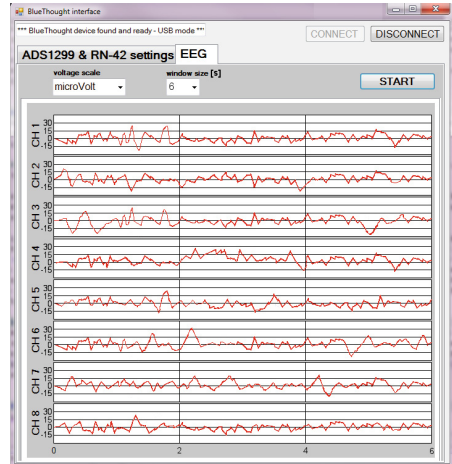 BlueThought interface
*** BlueThought device found and ready - USB mode ***
CONNECT DISCONNECT
ADS1299 & RN-42 settings EEG
voltage scale window size [s]
microVolt 6 START
CH 1 30 15 0 -15
CH 2 30 15 0 -15
CH 3 30 15 0 -15
CH 4 30 15 0 -15
CH 5 30 15 0 -15
CH 6 30 15 0 -15
CH 7 30 15 0 -15
CH 8 30 15 0 -15
0 2 4 6